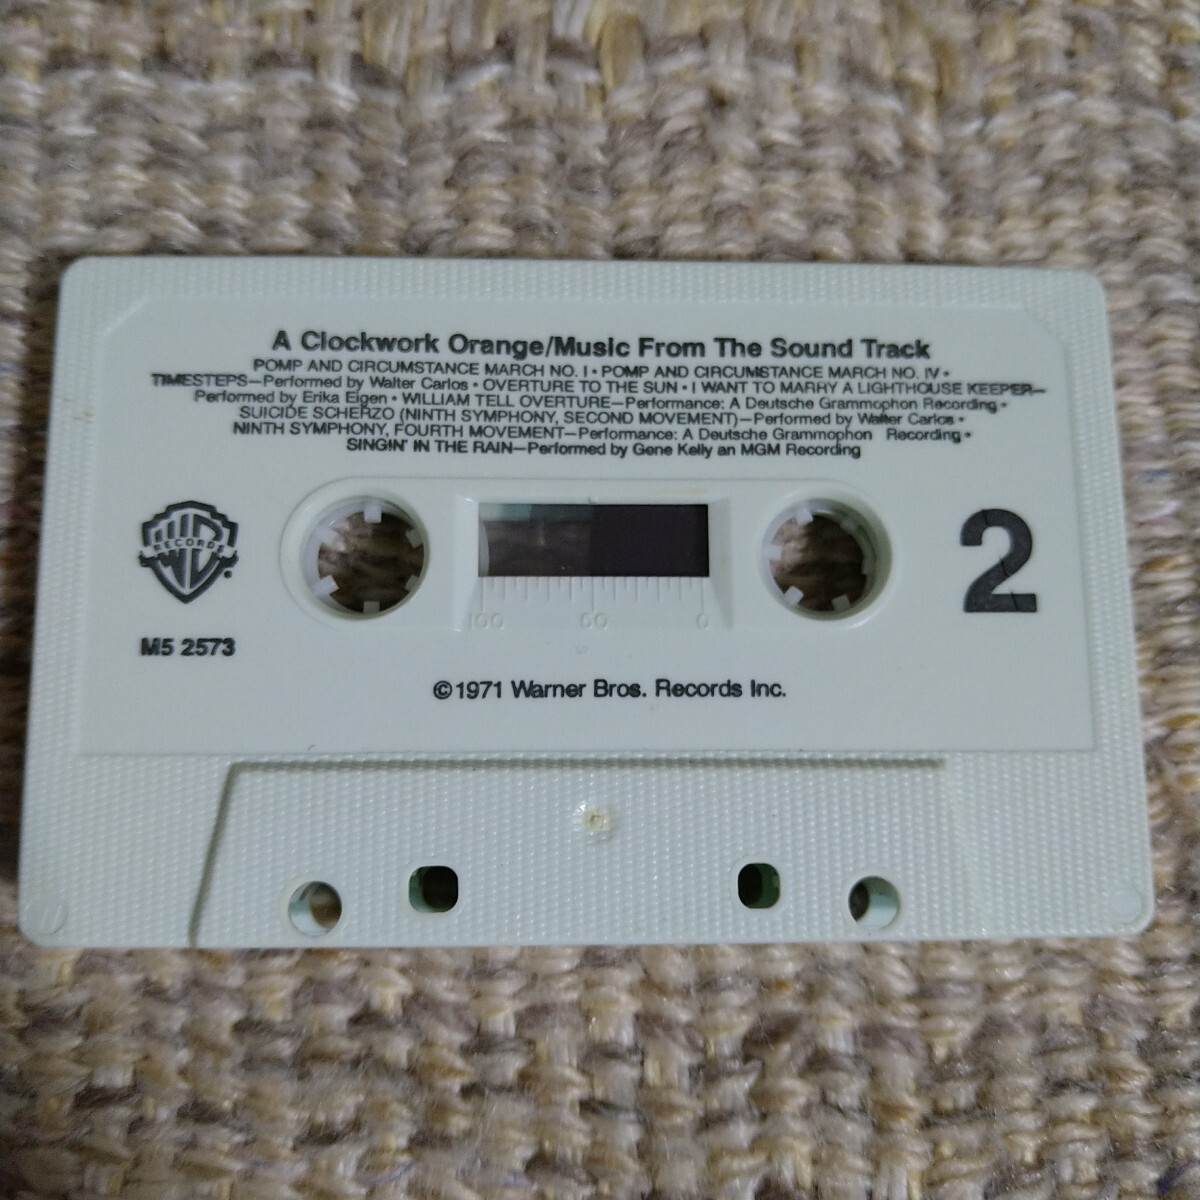 A Clockwork Orange/Music From The Sound Track
POMP AND CIRCUMSTANCE MARCH NO. I • POMP AND CIRCUMSTANCE MARCH NO. IV •
TIMESTEPS—Performed by Walter Carlos • OVERTURE TO THE SUN • I WANT TO MARRY A LIGHTHOUSE KEEPER—
Performed by Erika Eigen • WILLIAM TELL OVERTURE—Performance: A Deutsche Grammophon Recording •
SUICIDE SCHERZO (NINTH SYMPHONY, SECOND MOVEMENT)—Performed by Walter Carlos •
NINTH SYMPHONY, FOURTH MOVEMENT—Performance: A Deutsche Grammophon Recording •
SINGIN' IN THE RAIN—Performed by Gene Kelly an MGM Recording
RECORDS
M5 2573
2
100 50 0
©1971 Warner Bros. Records Inc.